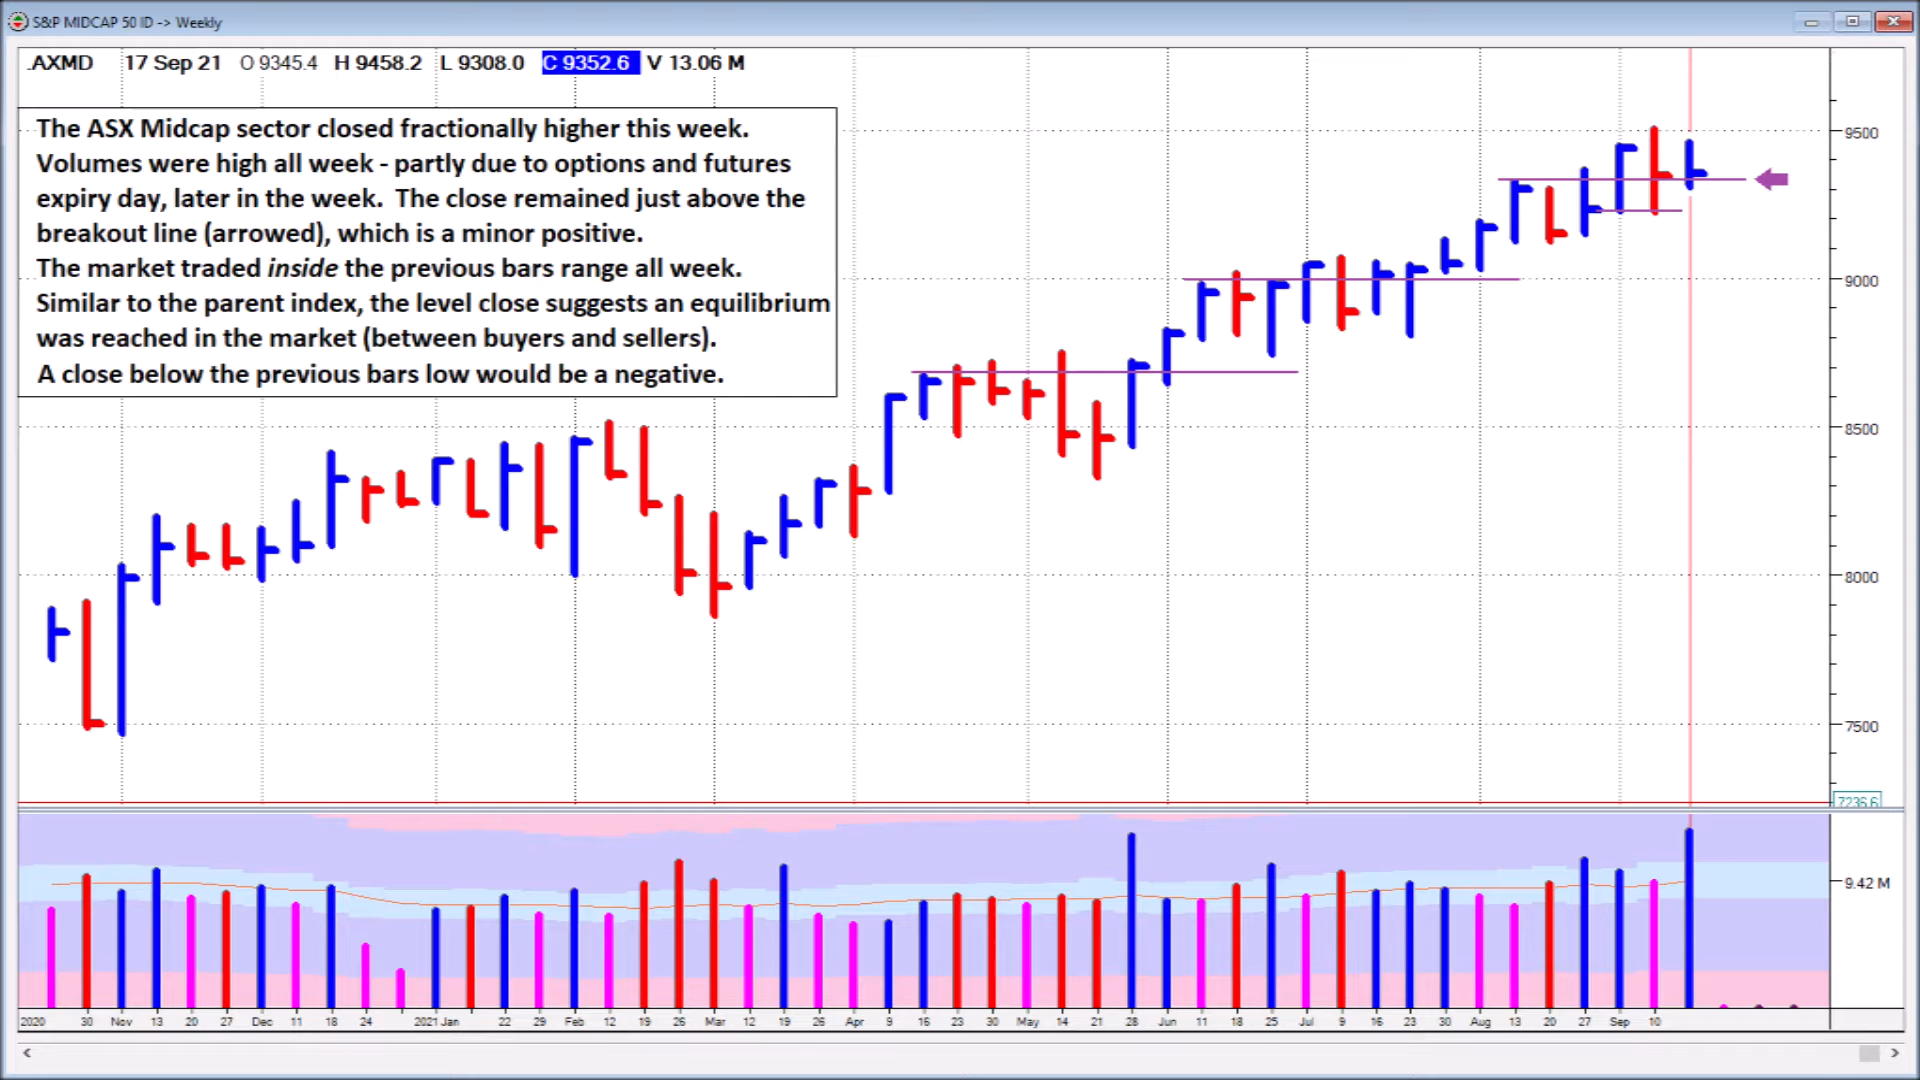 S&P MIDCAP 50 ID -> Weekly
.AXMD 17 Sep 21 O 9345.4 H 9458.2 L 9308.0 C 9352.6 V 13.06 M
The ASX Midcap sector closed fractionally higher this week.
Volumes were high all week - partly due to options and futures
expiry day, later in the week. The close remained just above the
breakout line (arrowed), which is a minor positive.
The market traded inside the previous bars range all week.
Similar to the parent index, the level close suggests an equilibrium
was reached in the market (between buyers and sellers).
A close below the previous bars low would be a negative.
9500
9000
8500
8000
7500
7236.6
9.42 M
2020 30 Nov 13 20 27 Dec 11 18 24 2021 Jan 22 29 Feb 12 19 26 Mar 12 19 26 Apr 9 16 23 30 May 14 21 28 Jun 11 18 25 Jul 9 16 23 30 Aug 13 20 27 Sep 10